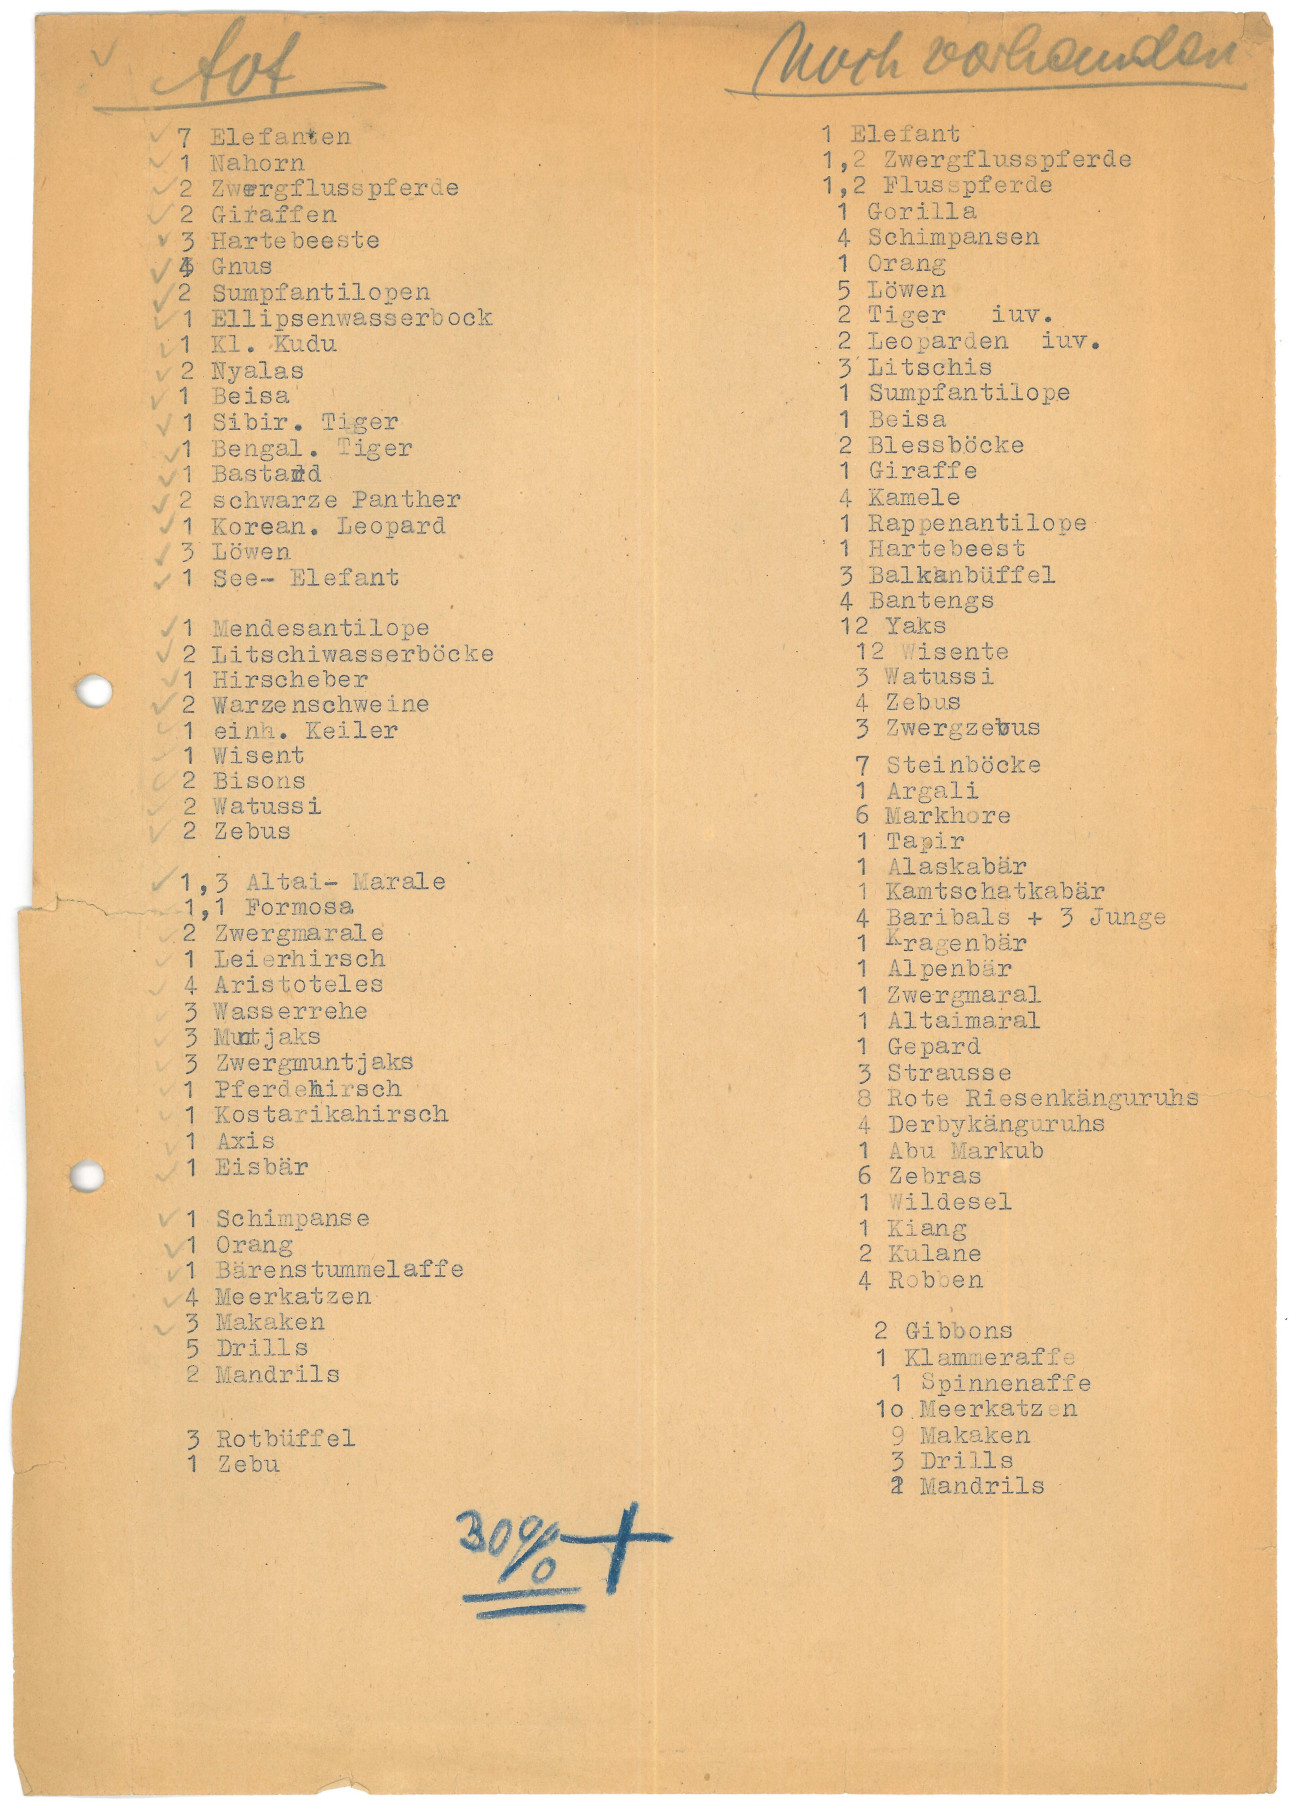 tot
7 Elefanten
1 Nahorn
2 Zwergflusspferde
2 Giraffen
3 Hartebeeste
4 Gnus
2 Sumpfantilopen
1 Ellipsenwasserbock
1 Kl. Kudu
2 Nyalas
1 Beisa
1 Sibir. Tiger
1 Bengal. Tiger
1 Bastard
2 schwarze Panther
1 Korean. Leopard
3 Löwen
1 See- Elefant
1 Mendesantilope
2 Litschiwasserböcke
1 Hirscheber
2 Warzenschweine
1 einh. Keiler
1 Wisent
2 Bisons
2 Watussi
2 Zebus
1,3 Altai- Marale
1,1 Formosa
2 Zwergmarale
1 Leierhirsch
4 Aristoteles
3 Wasserrehe
3 Muntjaks
3 Zwergmuntjaks
1 Pferdehirsch
1 Kostarikahirsch
1 Axis
1 Eisbär
1 Schimpanse
1 Orang
1 Bärenstummelaffe
4 Meerkatzen
3 Makaken
5 Drills
2 Mandrils
3 Rotbüffel
1 Zebu
Noch vorhanden
1 Elefant
1,2 Zwergflusspferde
1,2 Flusspferde
1 Gorilla
4 Schimpansen
1 Orang
5 Löwen
2 Tiger iuv.
2 Leoparden iuv.
3 Litschis
1 Sumpfantilope
1 Beisa
2 Blessböcke
1 Giraffe
4 Kamele
1 Rappenantilope
1 Hartebeest
3 Balkanbüffel
4 Bantengs
12 Yaks
12 Wisente
3 Watussi
4 Zebus
3 Zwergzebus
7 Steinböcke
1 Argali
6 Markhore
1 Tapir
1 Alaskabär
1 Kamtschatkabär
4 Baribals + 3 Junge
1 Kragenbär
1 Alpenbär
1 Zwergmaral
1 Altaimaral
1 Gepard
3 Strausse
8 Rote Riesenkänguruhs
4 Derbykänguruhs
1 Abu Markub
6 Zebras
1 Wildesel
1 Kiang
2 Kulane
4 Robben
2 Gibbons
1 Klammeraffe
1 Spinnenaffe
1o Meerkatzen
9 Makaken
3 Drills
Mandrils
30% +